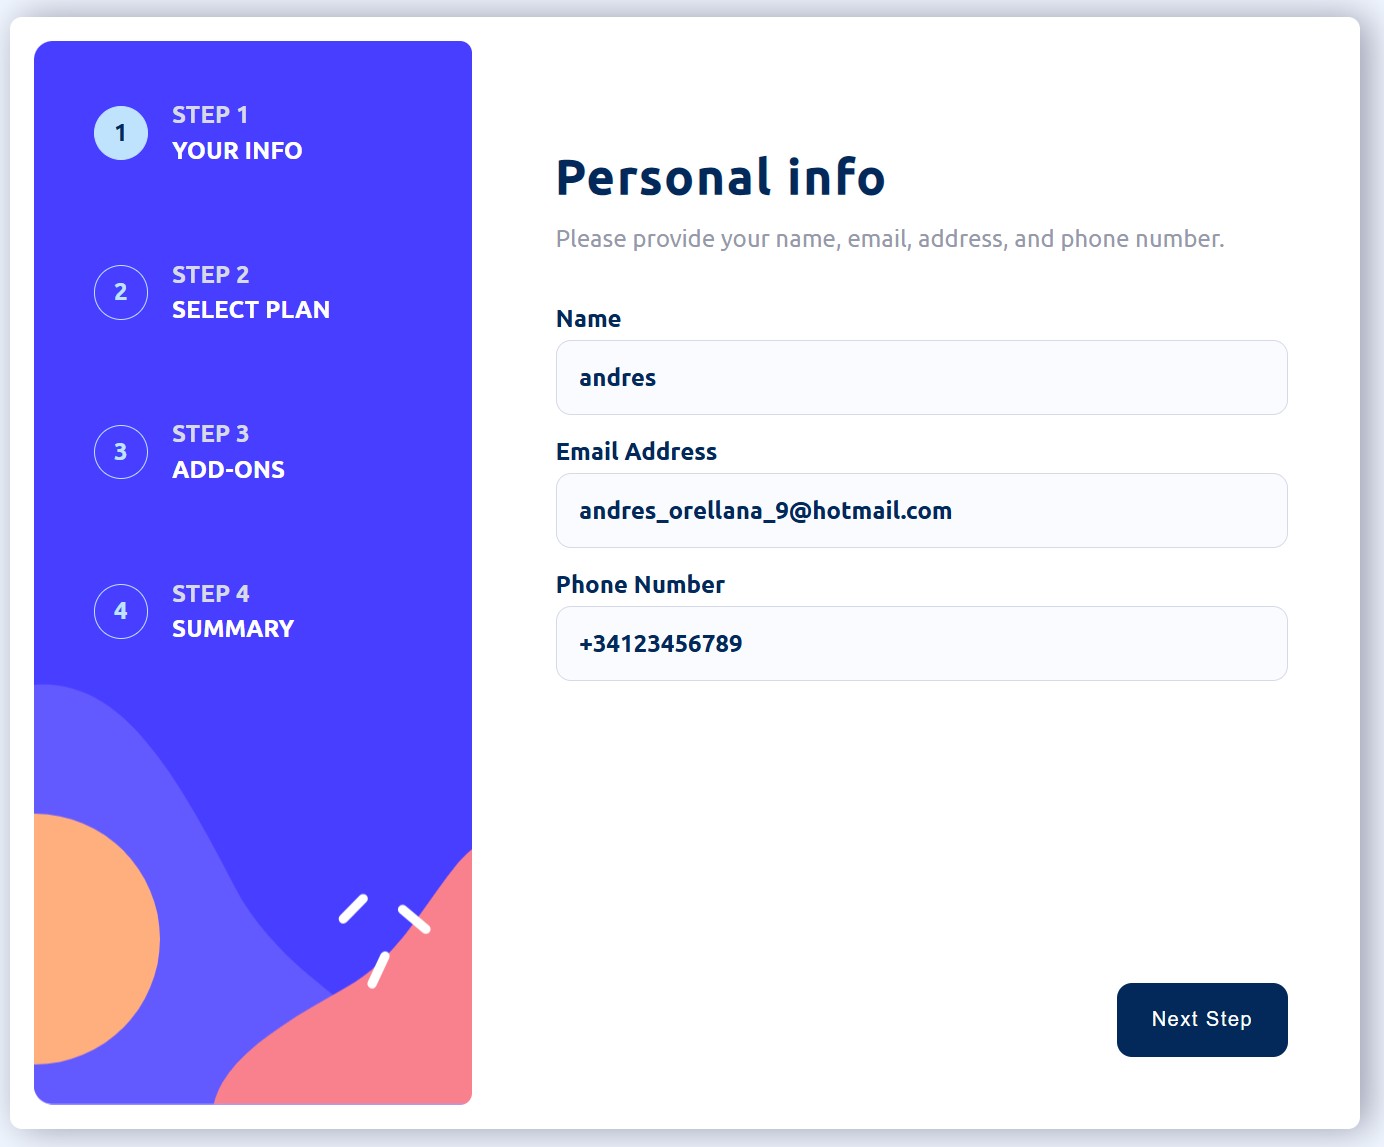 1
STEP 1
YOUR INFO
2
STEP 2
SELECT PLAN
3
STEP 3
ADD-ONS
4
STEP 4
SUMMARY
Personal info
Please provide your name, email, address, and phone number.
Name
andres
Email Address
andres_orellana_9@hotmail.com
Phone Number
+34123456789
Next Step